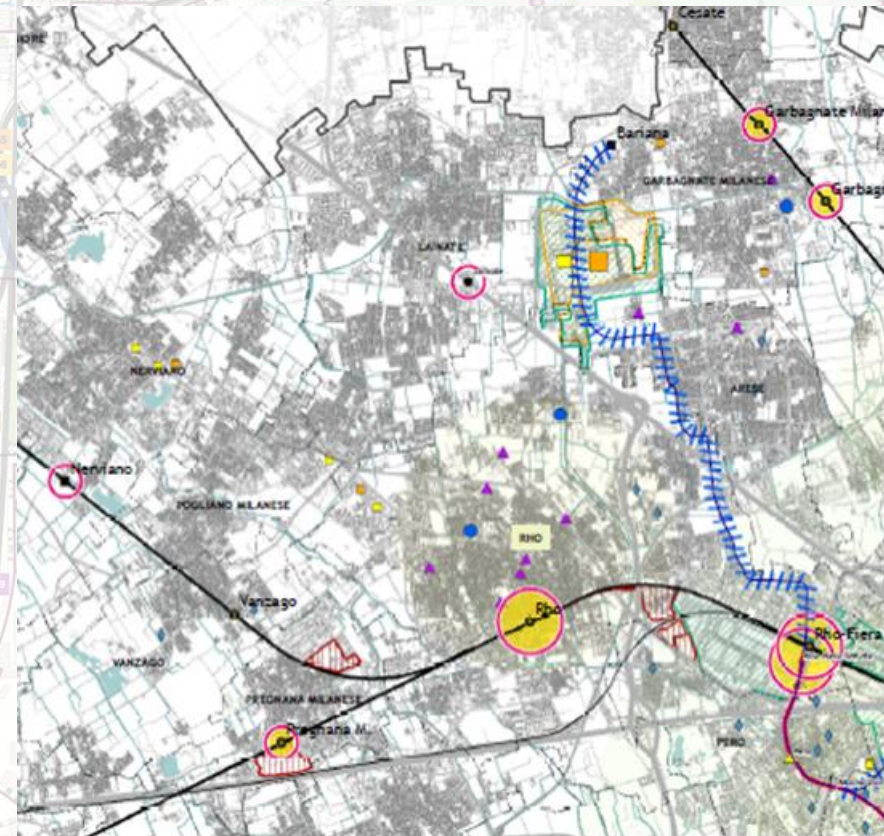 Cesate
Garbagnate Milan
Bariana
GARBAGNATE MILANESE
Garbagn
LAINATE
NERVIANO
ARESE
Nerviano
POGLIANO MILANESE
RHO
Vanzago
Rho
Rho-Fiera
VANZAGO
PREGNANA MILANESE
Pregnana M.
PERO